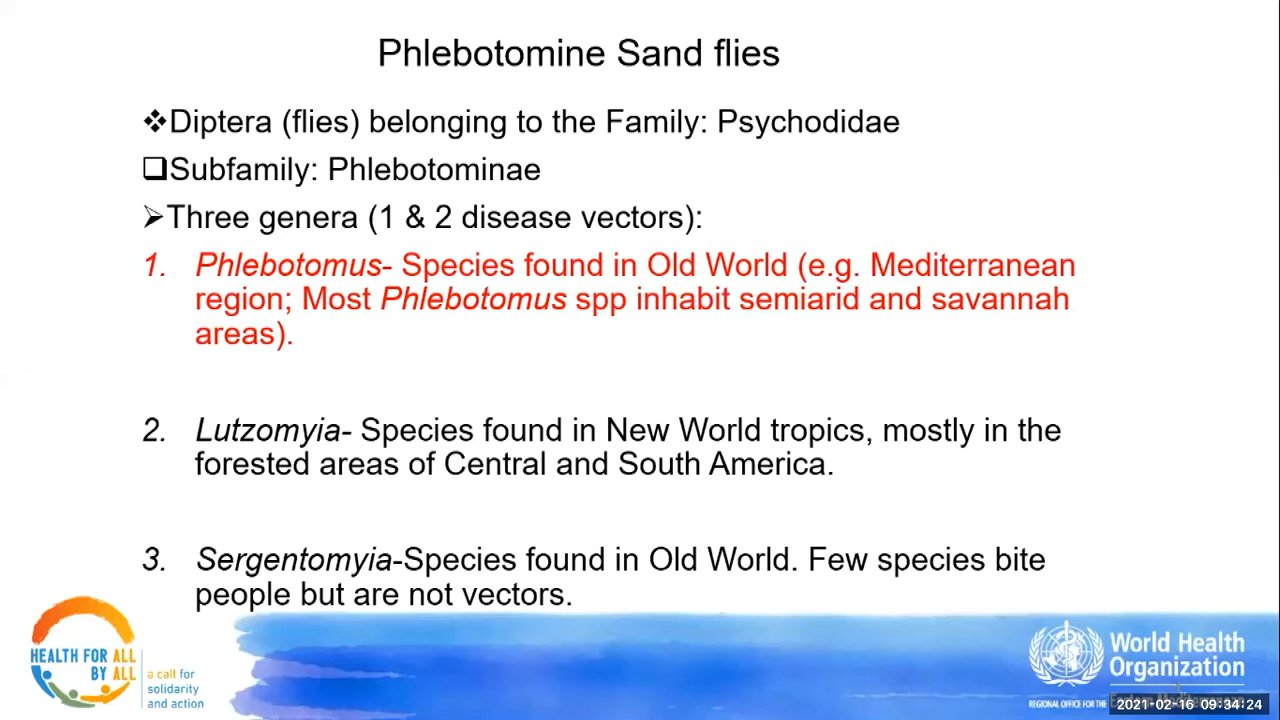 Phlebotomine Sand flies
❖Diptera (flies) belonging to the Family: Psychodidae
❑Subfamily: Phlebotominae
➢Three genera (1 & 2 disease vectors):
1. Phlebotomus- Species found in Old World (e.g. Mediterranean
region; Most Phlebotomus spp inhabit semiarid and savannah
areas).
2. Lutzomyia- Species found in New World tropics, mostly in the
forested areas of Central and South America.
3. Sergentomyia-Species found in Old World. Few species bite
people but are not vectors.
HEALTH FOR ALL
BY ALL
a call for
solidarity
and action
World Health
Organization
REGIONAL OFFICE FOR THE Eastern Mediterranean
2021-02-16 09:34:24